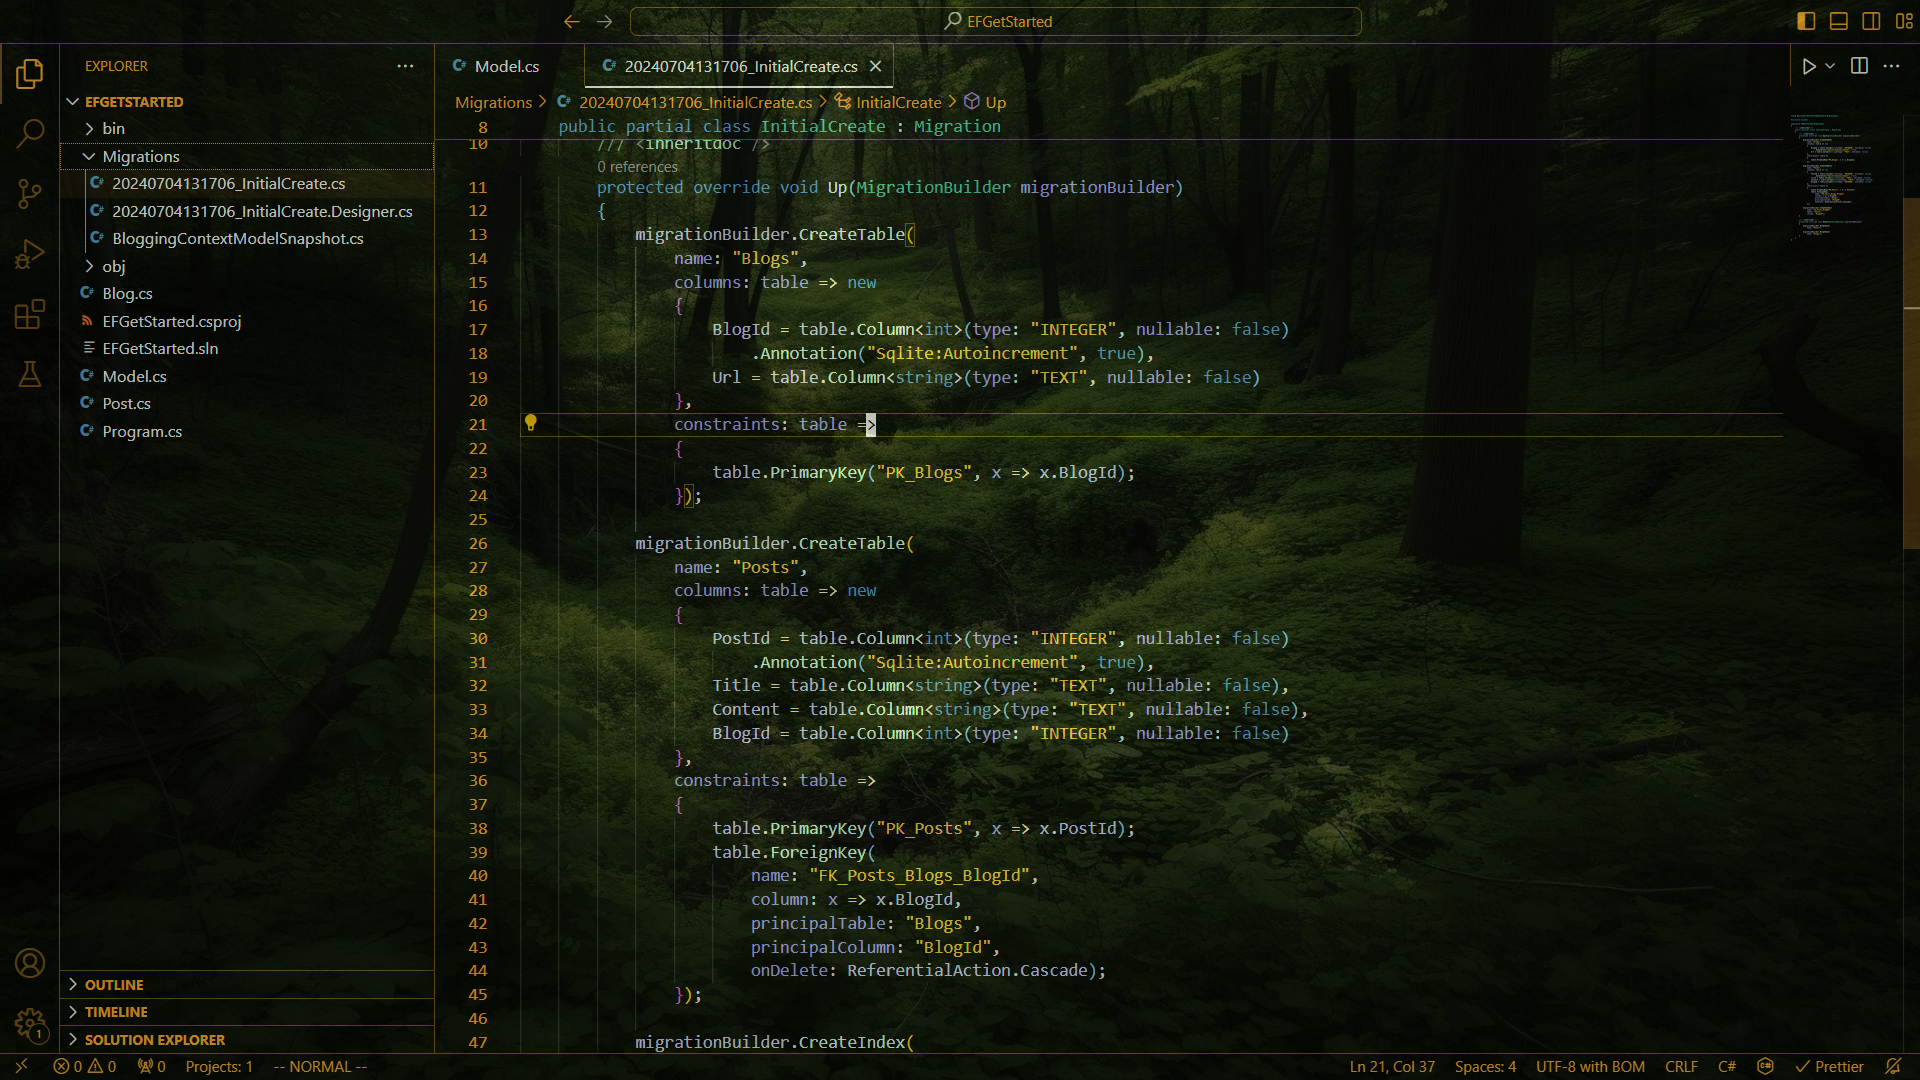 EFGetStarted
EXPLORER
EFGETSTARTED
bin
Migrations
20240704131706_InitialCreate.cs
20240704131706_InitialCreate.Designer.cs
BloggingContextModelSnapshot.cs
obj
Blog.cs
EFGetStarted.csproj
EFGetStarted.sln
Model.cs
Post.cs
Program.cs
OUTLINE
TIMELINE
SOLUTION EXPLORER
Model.cs
20240704131706_InitialCreate.cs
Migrations > 20240704131706_InitialCreate.cs > InitialCreate > Up
8 public partial class InitialCreate : Migration
10 /// <inheritdoc />
0 references
11 protected override void Up(MigrationBuilder migrationBuilder)
12 {
13 migrationBuilder.CreateTable(
14 name: "Blogs",
15 columns: table => new
16 {
17 BlogId = table.Column<int>(type: "INTEGER", nullable: false)
18 .Annotation("Sqlite:Autoincrement", true),
19 Url = table.Column<string>(type: "TEXT", nullable: false)
20 },
21 constraints: table =>
22 {
23 table.PrimaryKey("PK_Blogs", x => x.BlogId);
24 });
25
26 migrationBuilder.CreateTable(
27 name: "Posts",
28 columns: table => new
29 {
30 PostId = table.Column<int>(type: "INTEGER", nullable: false)
31 .Annotation("Sqlite:Autoincrement", true),
32 Title = table.Column<string>(type: "TEXT", nullable: false),
33 Content = table.Column<string>(type: "TEXT", nullable: false),
34 BlogId = table.Column<int>(type: "INTEGER", nullable: false)
35 },
36 constraints: table =>
37 {
38 table.PrimaryKey("PK_Posts", x => x.PostId);
39 table.ForeignKey(
40 name: "FK_Posts_Blogs_BlogId",
41 column: x => x.BlogId,
42 principalTable: "Blogs",
43 principalColumn: "BlogId",
44 onDelete: ReferentialAction.Cascade);
45 });
46
47 migrationBuilder.CreateIndex(
1
0 0 0 Projects: 1 -- NORMAL -- Ln 21, Col 37 Spaces: 4 UTF-8 with BOM CRLF C# Prettier